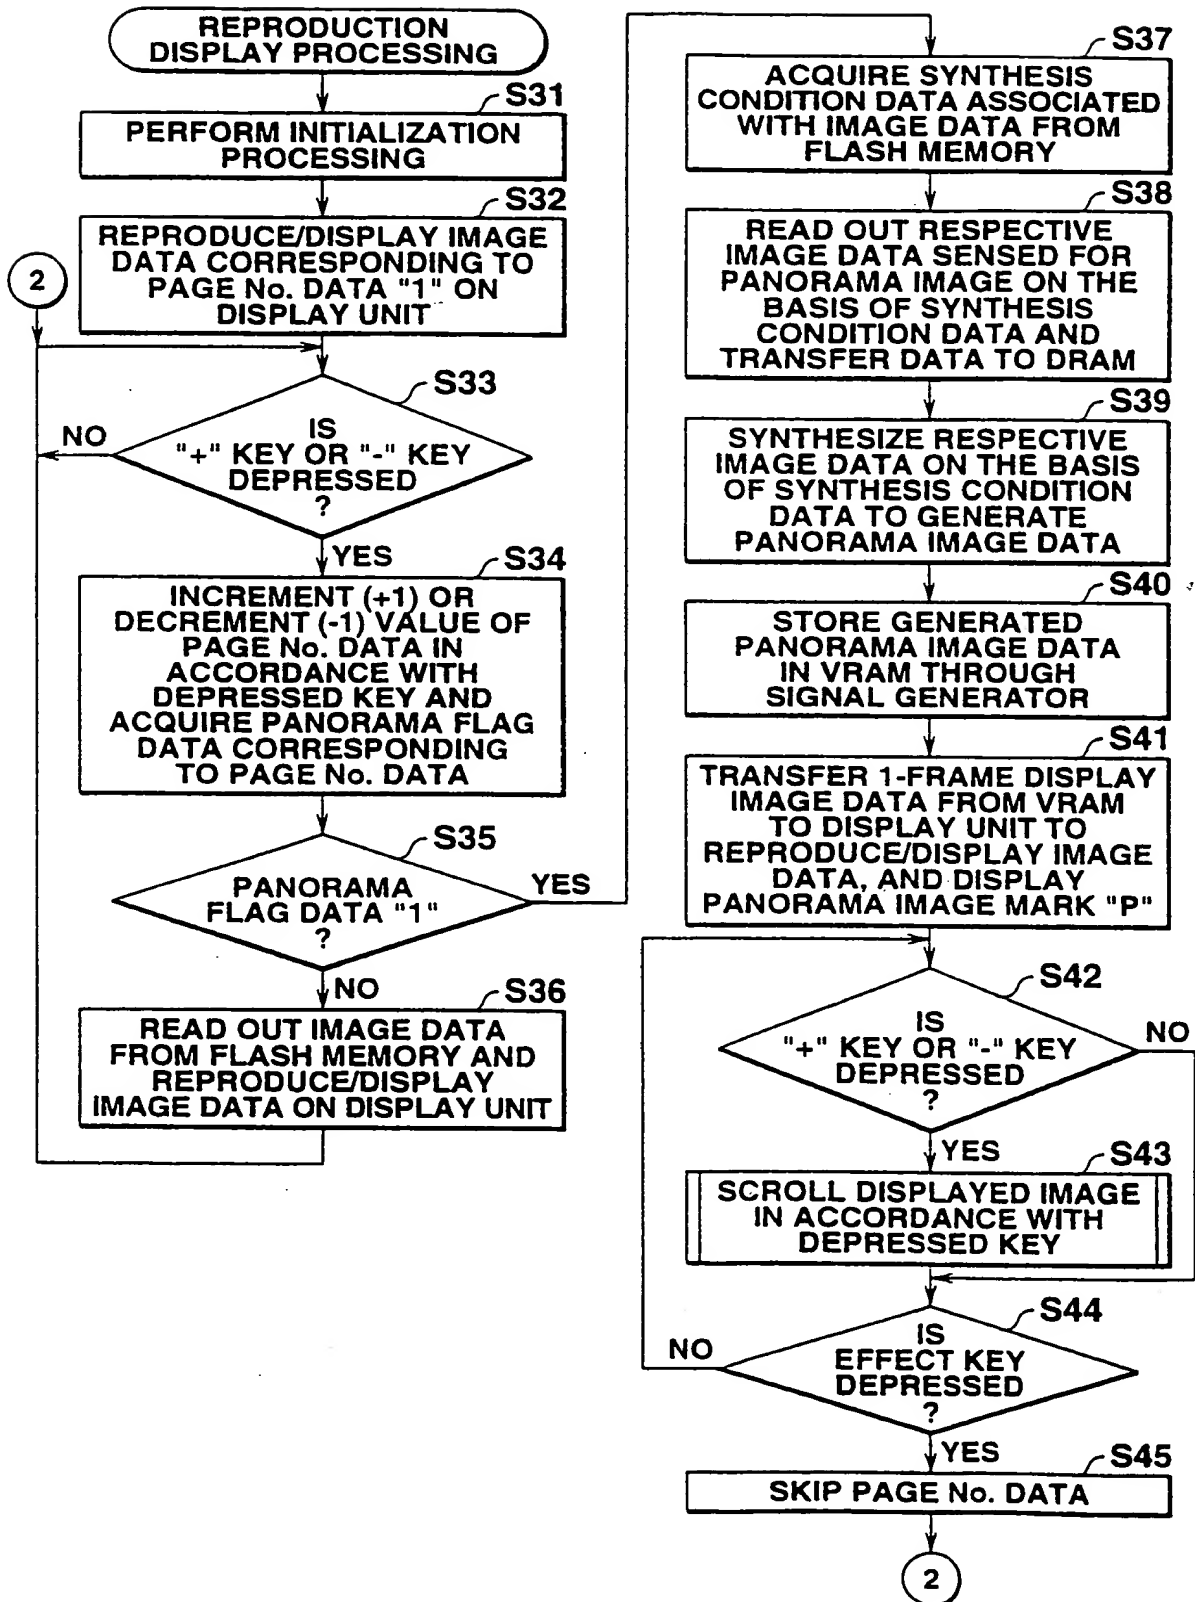 REPRODUCTION
DISPLAY PROCESSING
S31
PERFORM INITIALIZATION
PROCESSING
S32
REPRODUCE/DISPLAY IMAGE
DATA CORRESPONDING TO
PAGE No. DATA "1" ON
DISPLAY UNIT
2
S33
IS
"+" KEY OR "-" KEY
DEPRESSED
?
NO
YES
S34
INCREMENT (+1) OR
DECREMENT (-1) VALUE OF
PAGE No. DATA IN
ACCORDANCE WITH
DEPRESSED KEY AND
ACQUIRE PANORAMA FLAG
DATA CORRESPONDING
TO PAGE No. DATA
S35
PANORAMA
FLAG DATA "1"
?
YES
NO
S36
READ OUT IMAGE DATA
FROM FLASH MEMORY AND
REPRODUCE/DISPLAY
IMAGE DATA ON DISPLAY UNIT
S37
ACQUIRE SYNTHESIS
CONDITION DATA ASSOCIATED
WITH IMAGE DATA FROM
FLASH MEMORY
S38
READ OUT RESPECTIVE
IMAGE DATA SENSED FOR
PANORAMA IMAGE ON THE
BASIS OF SYNTHESIS
CONDITION DATA AND
TRANSFER DATA TO DRAM
S39
SYNTHESIZE RESPECTIVE
IMAGE DATA ON THE BASIS
OF SYNTHESIS CONDITION
DATA TO GENERATE
PANORAMA IMAGE DATA
S40
STORE GENERATED
PANORAMA IMAGE DATA
IN VRAM THROUGH
SIGNAL GENERATOR
S41
TRANSFER 1-FRAME DISPLAY
IMAGE DATA FROM VRAM
TO DISPLAY UNIT TO
REPRODUCE/DISPLAY IMAGE
DATA, AND DISPLAY
PANORAMA IMAGE MARK "P"
S42
IS
"+" KEY OR "-" KEY
DEPRESSED
?
NO
YES
S43
SCROLL DISPLAYED IMAGE
IN ACCORDANCE WITH
DEPRESSED KEY
S44
IS
EFFECT KEY
DEPRESSED
?
NO
YES
S45
SKIP PAGE No. DATA
2